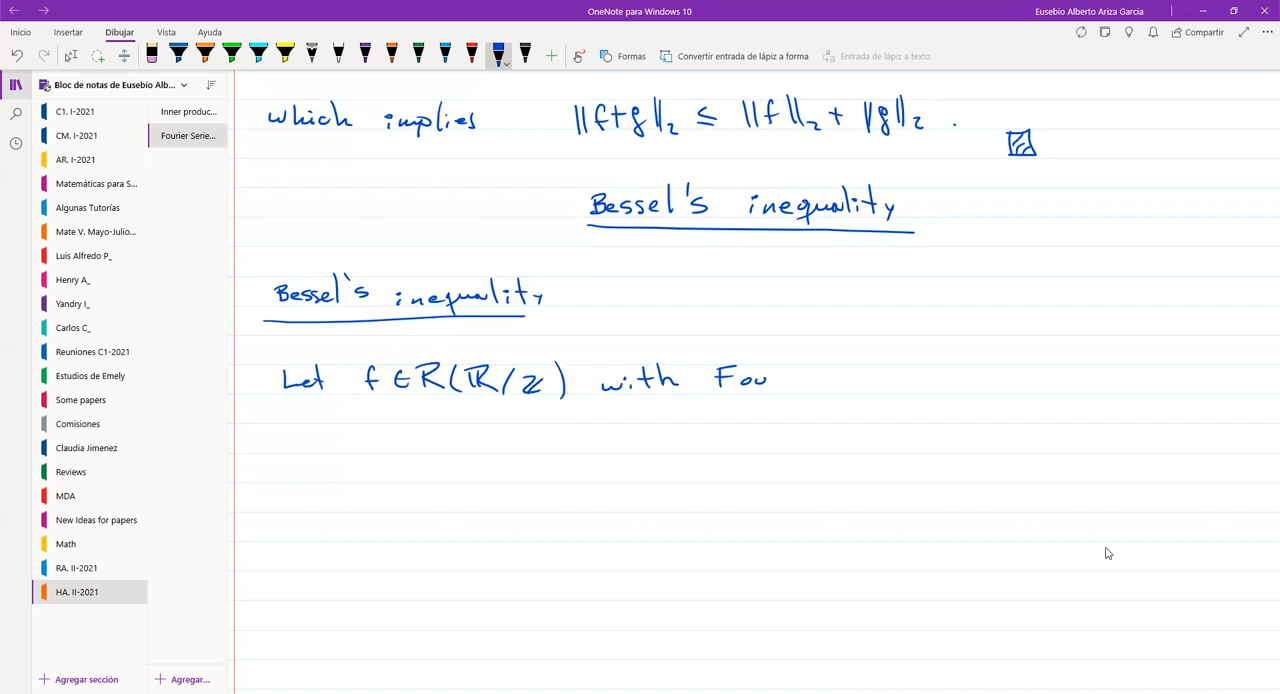 OneNote para Windows 10
Eusebio Alberto Ariza Garcia
Inicio Insertar Dibujar Vista Ayuda
Compartir
Formas
Convertir entrada de lápiz a forma
Entrada de lápiz a texto
Bloc de notas de Eusebio Alb...
C1. I-2021
CM. I-2021
AR. I-2021
Matemáticas para S...
Algunas Tutorías
Mate V. Mayo-Julio...
Luis Alfredo P_
Henry A_
Yandry I_
Carlos C_
Reuniones C1-2021
Estudios de Emely
Some papers
Comisiones
Claudia Jimenez
Reviews
MDA
New Ideas for papers
Math
RA. II-2021
HA. II-2021
Agregar sección
Inner produc...
Fourier Serie...
Agregar...
which implies ||f+g||₂ ≤ ||f||₂ + ||g||₂ .
Bessel's inequality
Bessel's inequality
Let f ∈ R(ℝ/ℤ) with Fou